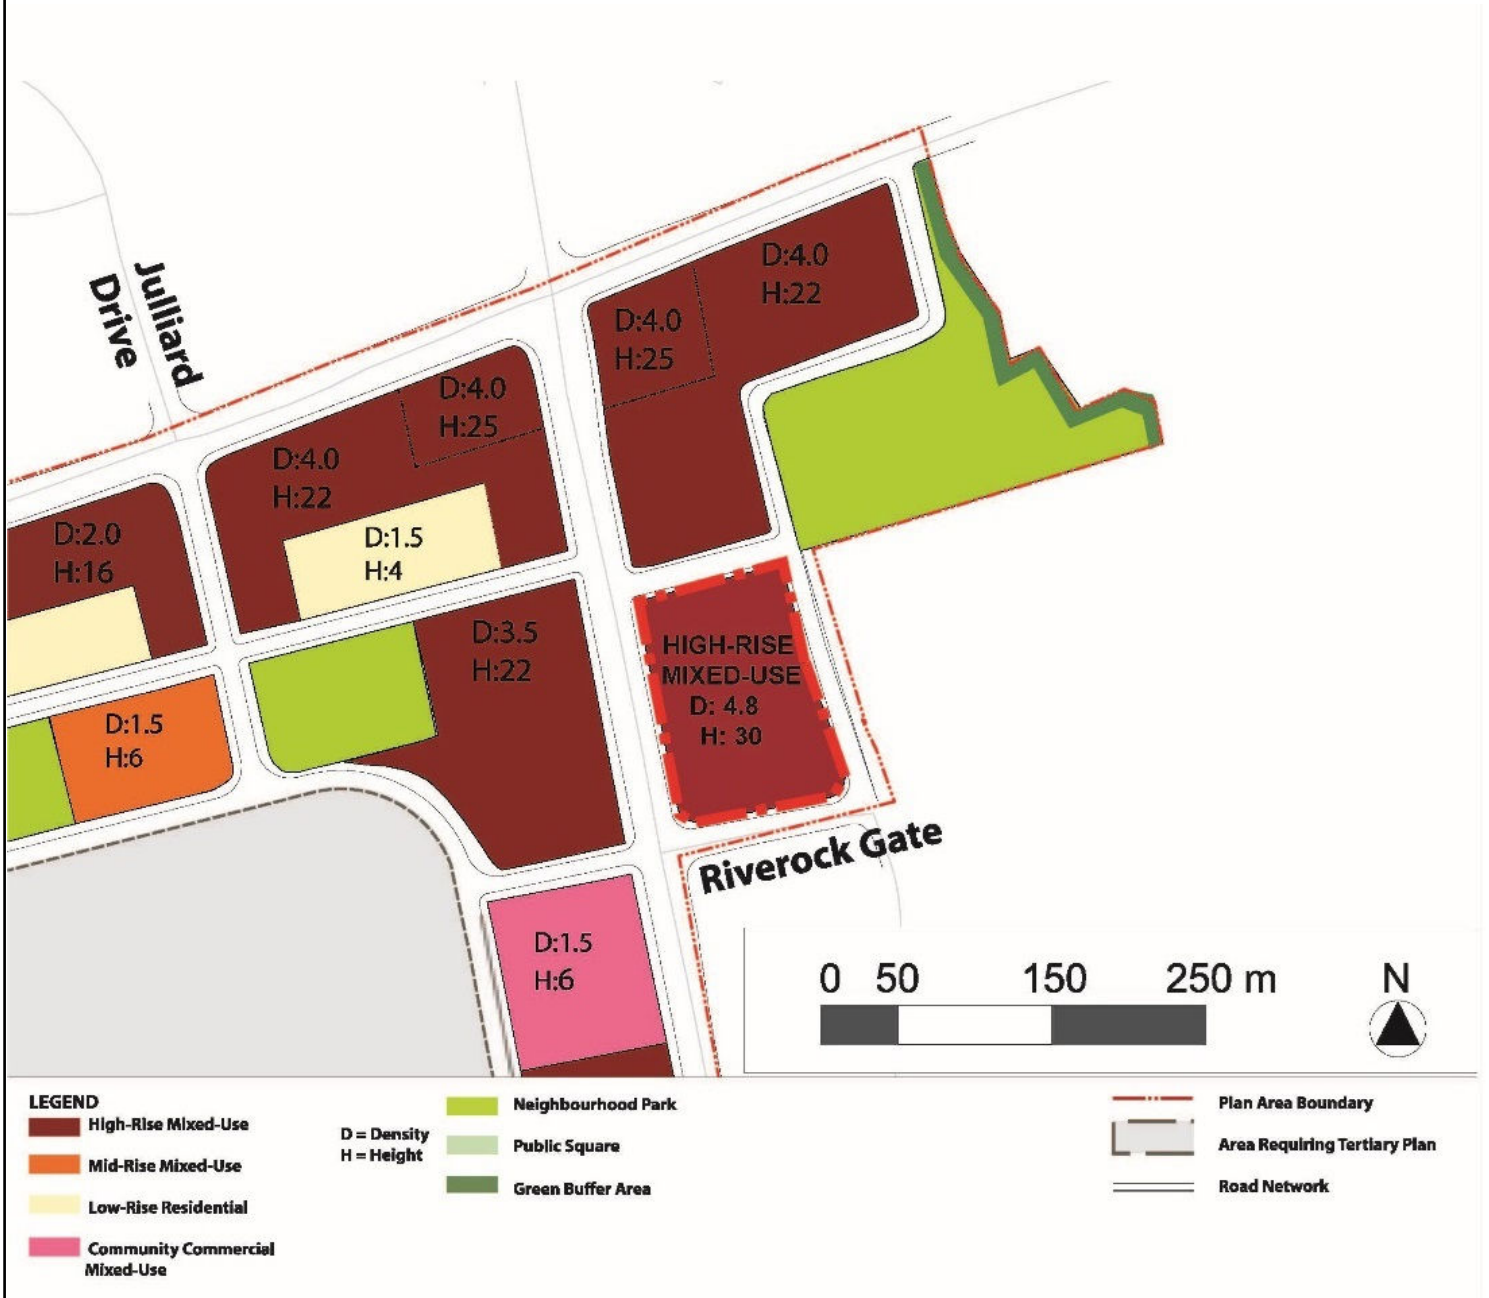 Julliard
Drive
D:4.0
H:22
D:4.0
H:25
D:4.0
H:25
D:4.0
H:22
D:2.0
H:16
D:1.5
H:4
D:3.5
H:22
HIGH-RISE
MIXED-USE
D: 4.8
H: 30
D:1.5
H:6
Riverock Gate
D:1.5
H:6
0 50 150 250 m
N
LEGEND
High-Rise Mixed-Use
Mid-Rise Mixed-Use
Low-Rise Residential
Community Commercial
Mixed-Use
D = Density
H = Height
Neighbourhood Park
Public Square
Green Buffer Area
Plan Area Boundary
Area Requiring Tertiary Plan
Road Network